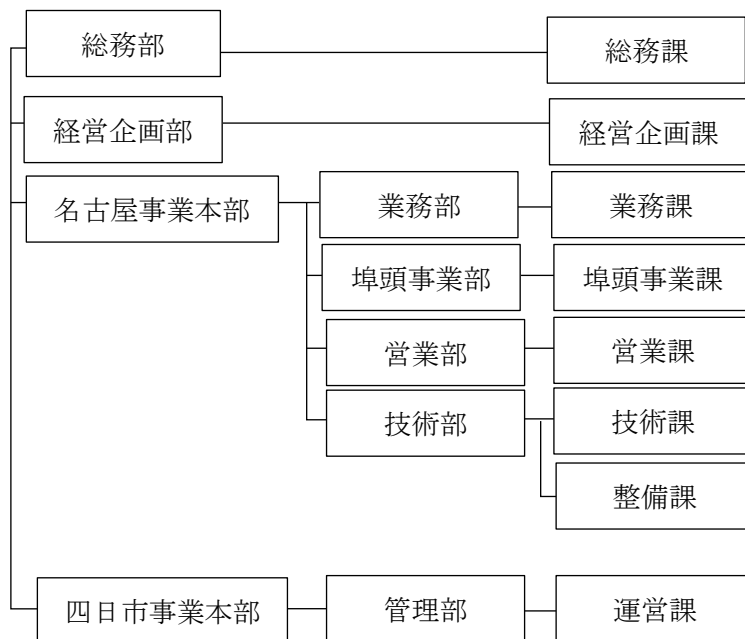 総務部
総務課
経営企画部
経営企画課
名古屋事業本部
業務部
業務課
埠頭事業部
埠頭事業課
営業部
営業課
技術部
技術課
整備課
四日市事業本部
管理部
運営課